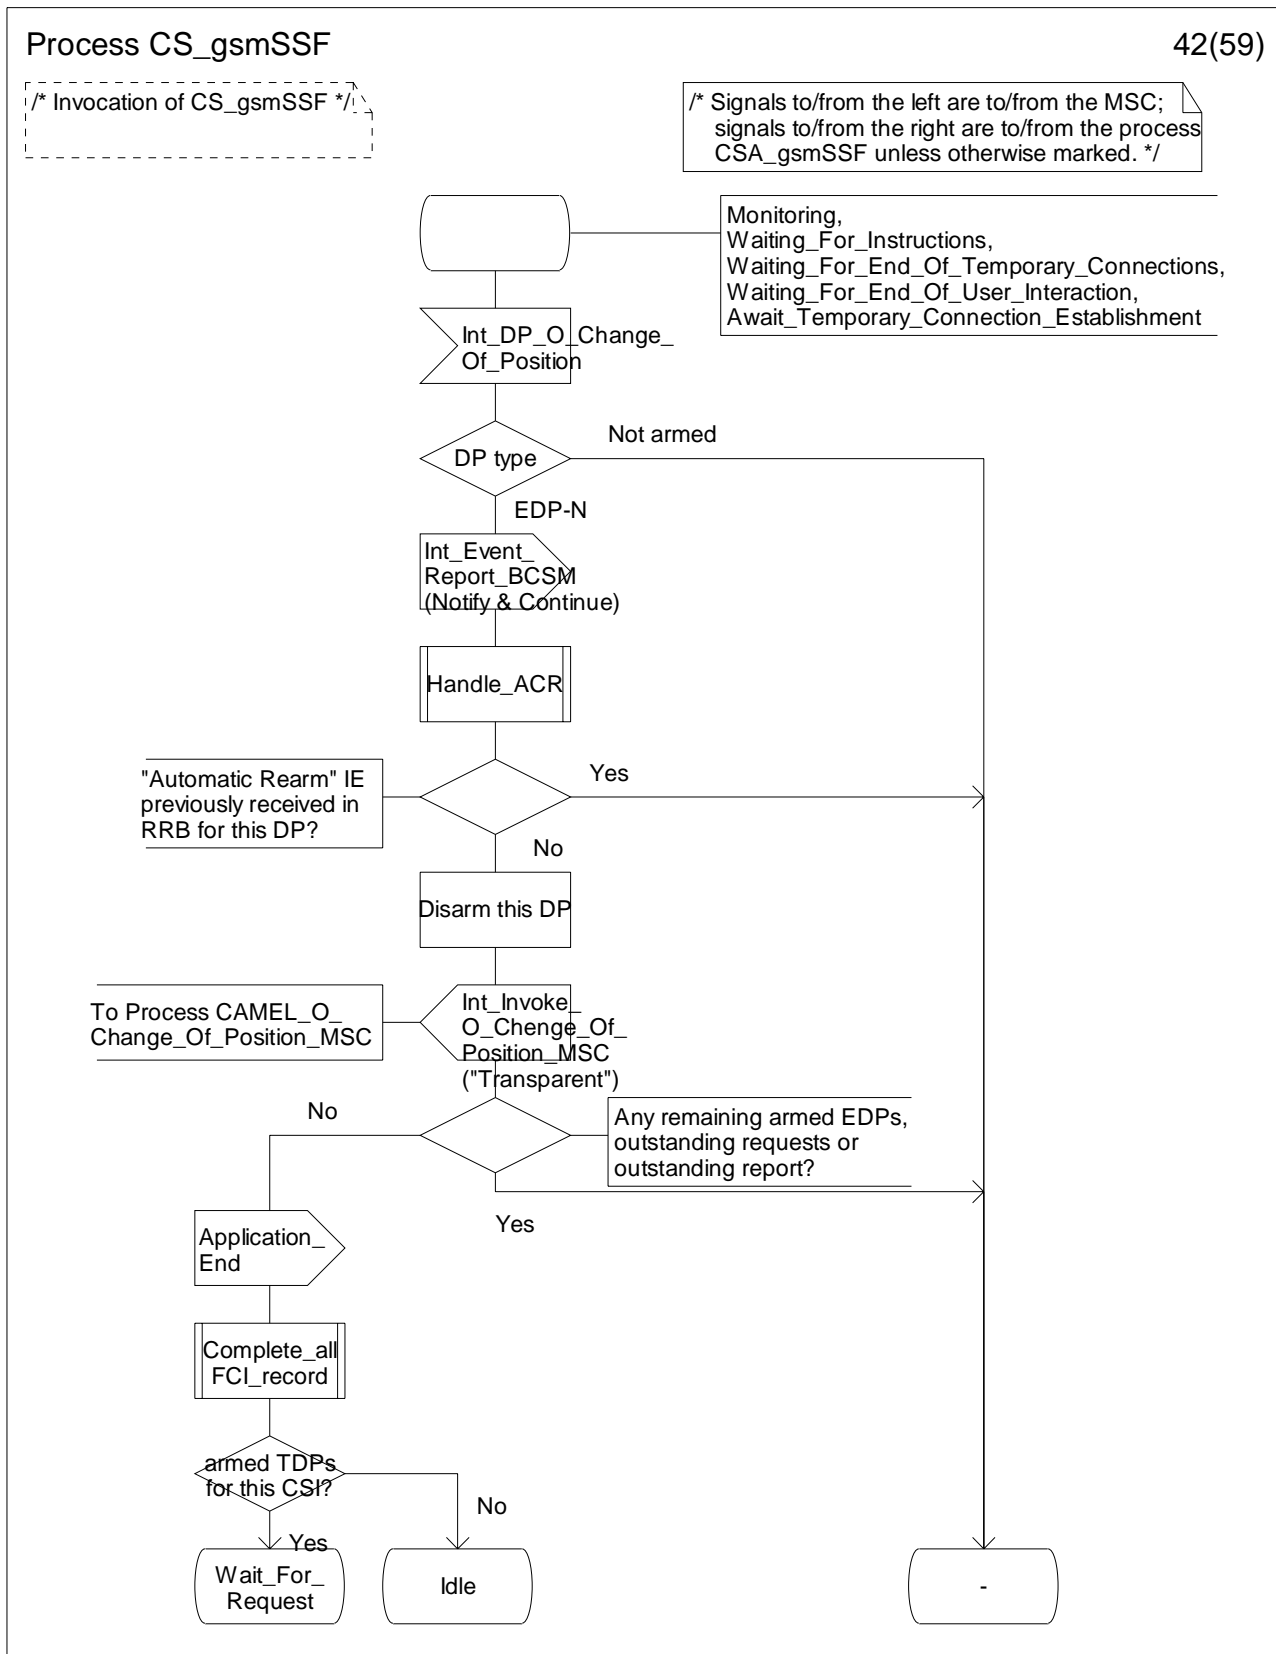 Process CS_gsmSSF
42(59)
/* Invocation of CS_gsmSSF */
/* Signals to/from the left are to/from the MSC;
signals to/from the right are to/from the process
CSA_gsmSSF unless otherwise marked. */
Monitoring,
Waiting_For_Instructions,
Waiting_For_End_Of_Temporary_Connections,
Waiting_For_End_Of_User_Interaction,
Await_Temporary_Connection_Establishment
Int_DP_O_Change_
Of_Position
Not armed
DP type
EDP-N
Int_Event_
Report_BCSM
(Notify & Continue)
Handle_ACR
"Automatic Rearm" IE
previously received in
RRB for this DP?
Yes
No
Disarm this DP
To Process CAMEL_O_
Change_Of_Position_MSC
Int_Invoke_
O_Chenge_Of_
Position_MSC
("Transparent")
No
Any remaining armed EDPs,
outstanding requests or
outstanding report?
Yes
Application_
End
Complete_all
FCI_record
armed TDPs
for this CSI?
No
Yes
Wait_For_
Request
Idle
-